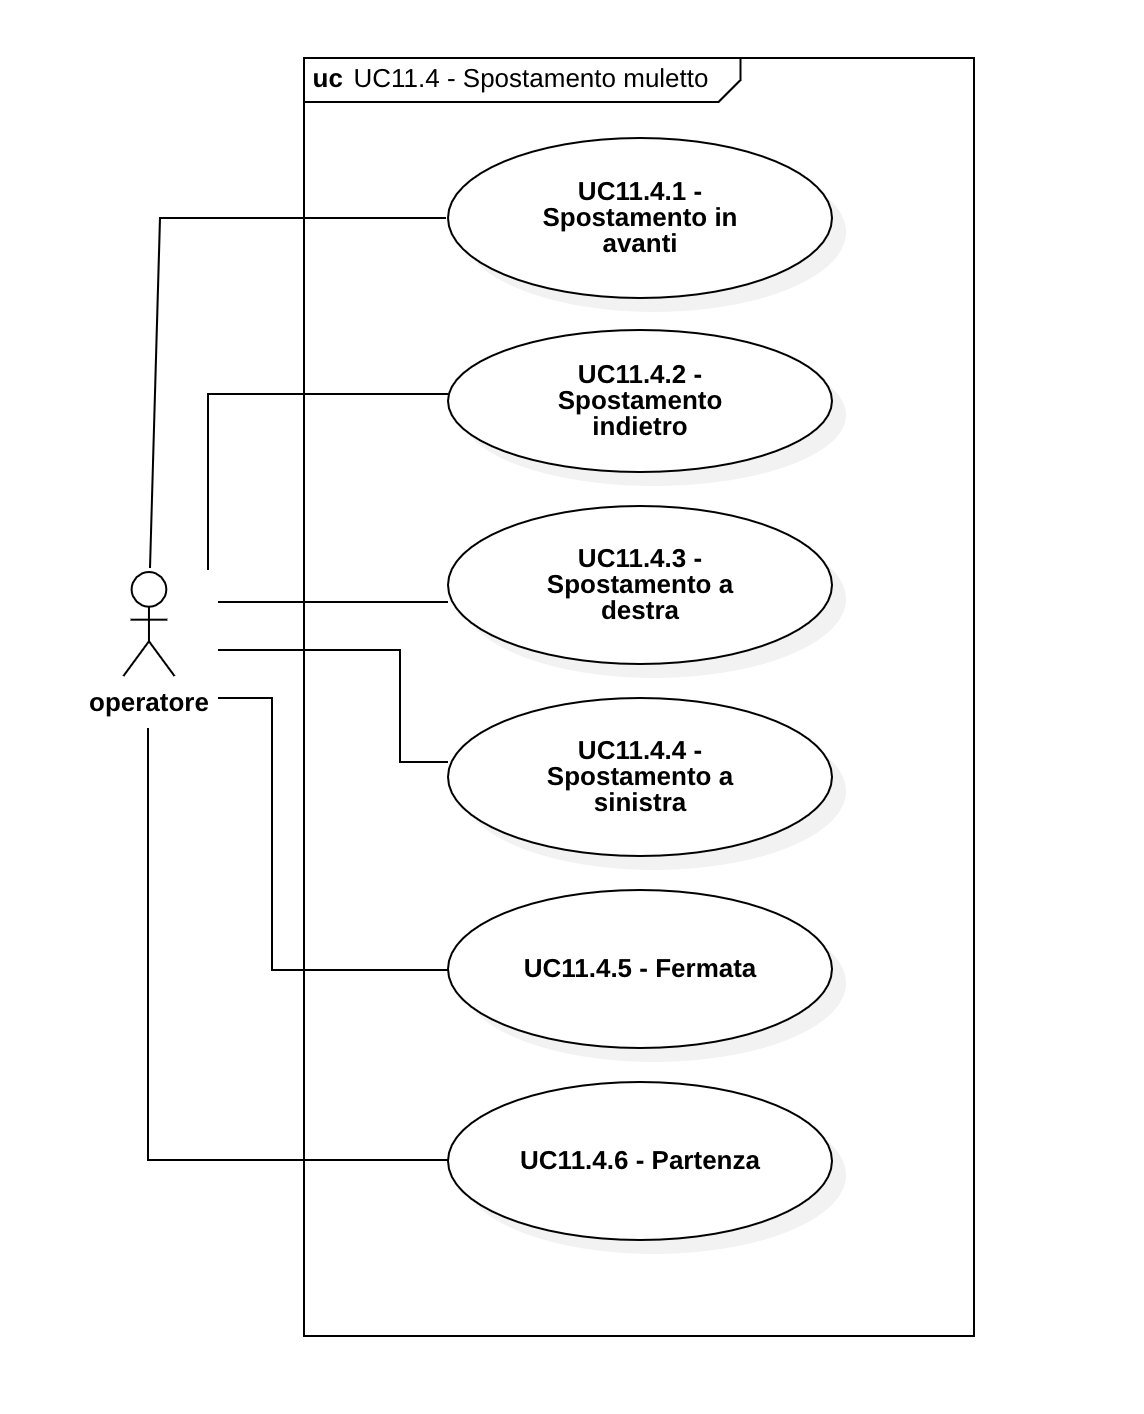 uc UC11.4 - Spostamento muletto
UC11.4.1 -
Spostamento in
avanti
UC11.4.2 -
Spostamento
indietro
UC11.4.3 -
Spostamento a
destra
operatore
UC11.4.4 -
Spostamento a
sinistra
UC11.4.5 - Fermata
UC11.4.6 - Partenza